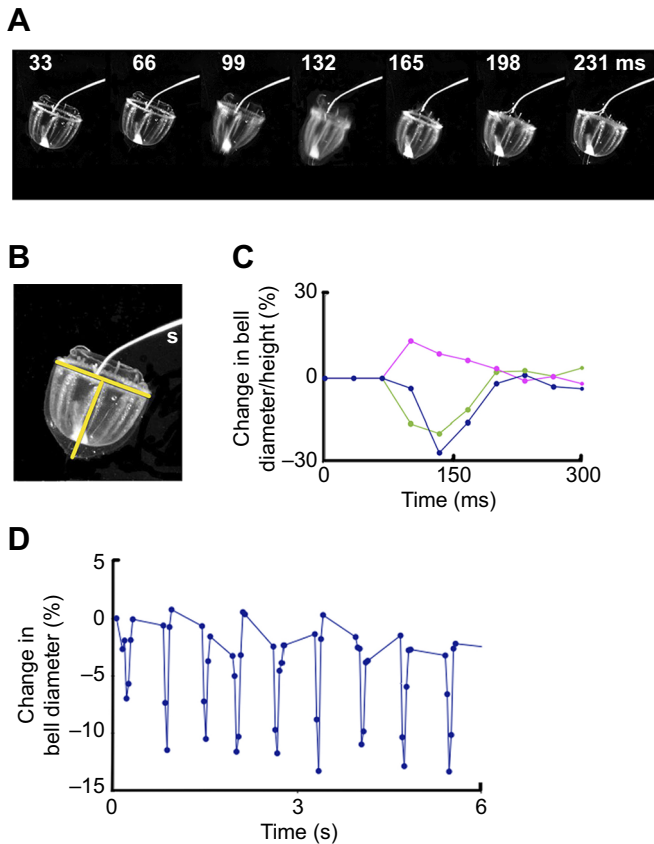 A
33 66 99 132 165 198 231 ms
B
s
C
Change in bell
diameter/height (%)
30
0
–30
0 150 300
Time (ms)
D
Change in
bell diameter (%)
5
0
–5
–10
–15
0 3 6
Time (s)